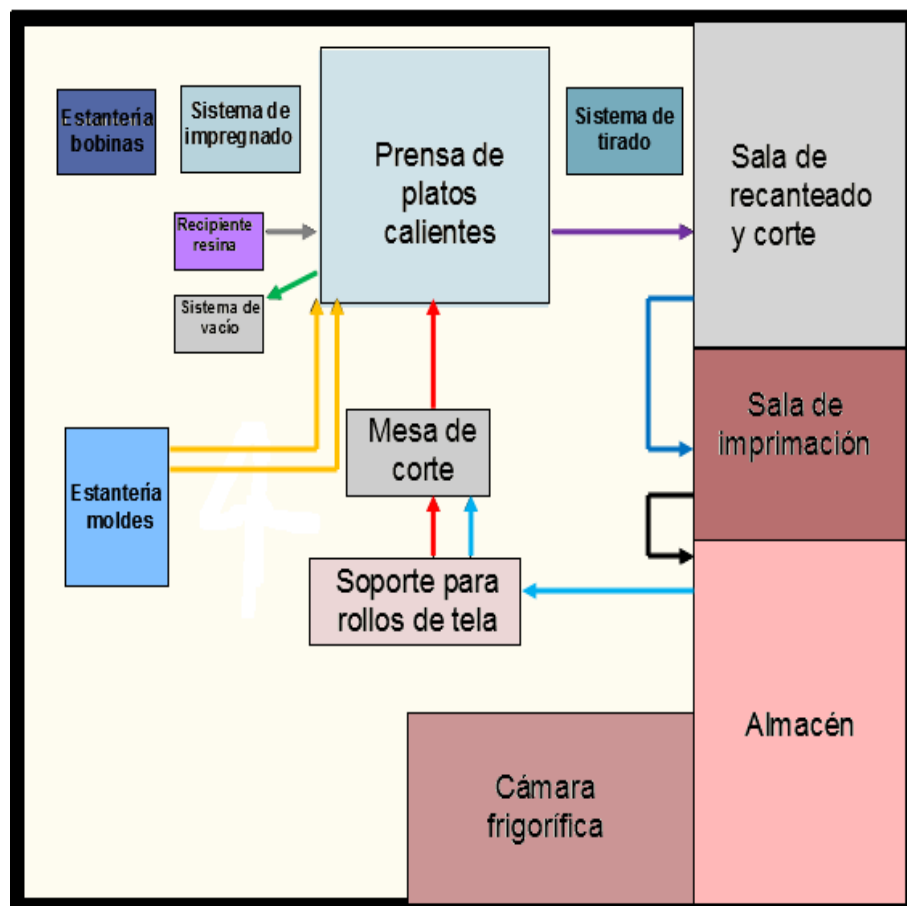 Estantería
bobinas
Sistema de
impregnado
Prensa de
platos
calientes
Sistema de
tirado
Sala de
recanteado
y corte
Recipiente
resina
Sistema de
vacío
Mesa de
corte
Sala de
imprimación
Estantería
moldes
4
Soporte para
rollos de tela
Almacén
Cámara
frigorífica